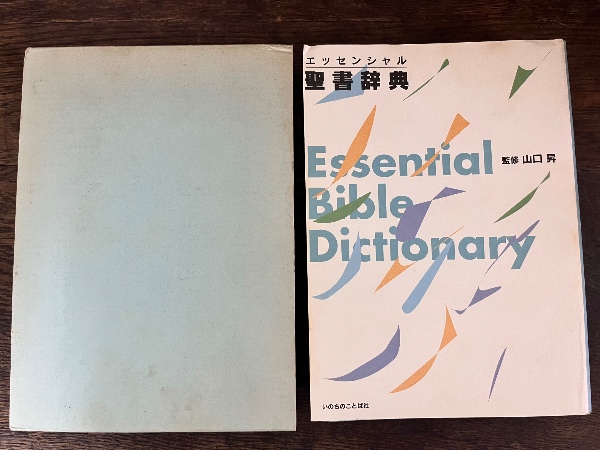 エッセンシャル
聖書辞典
Essential
監修 山口 昇
Bible
Dictionary
いのちのことば社